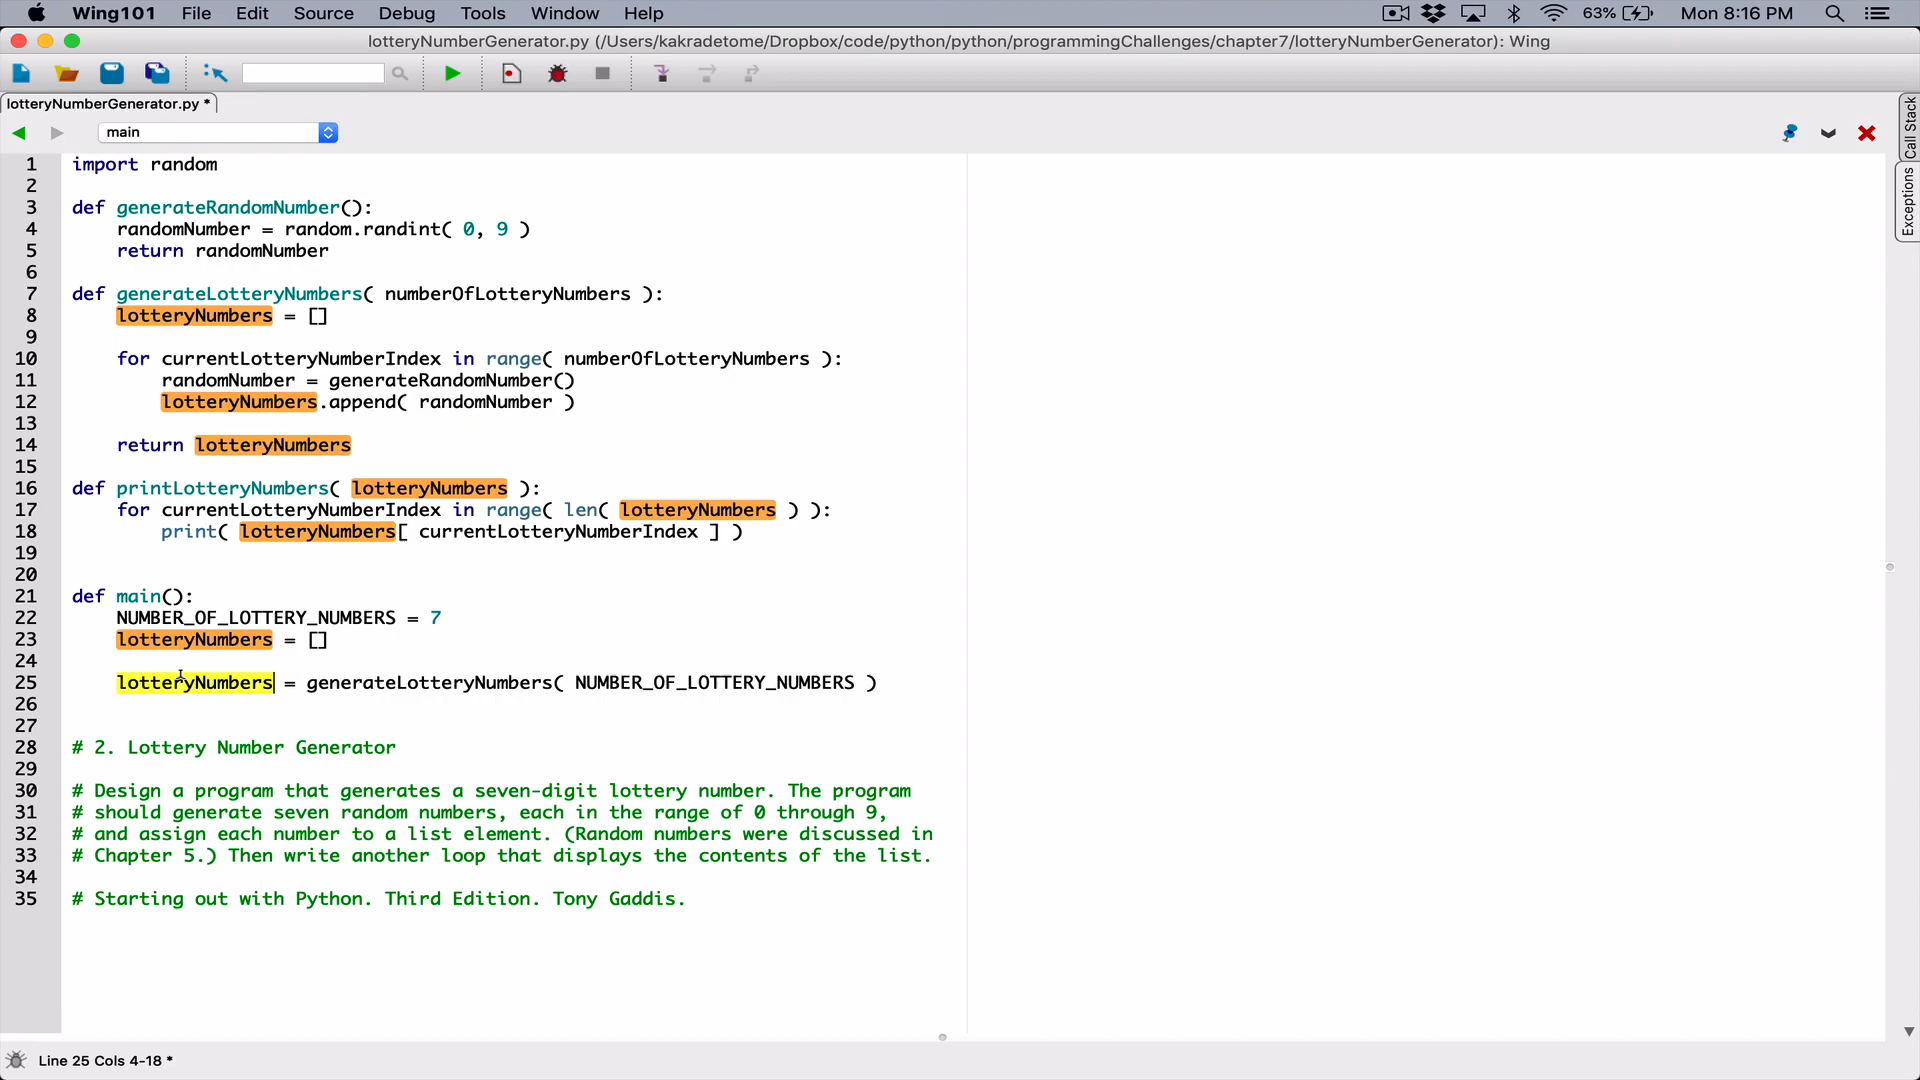 Wing101 File Edit Source Debug Tools Window Help 63% Mon 8:16 PM
lotteryNumberGenerator.py (/Users/kakradetome/Dropbox/code/python/python/programmingChallenges/chapter7/lotteryNumberGenerator): Wing
lotteryNumberGenerator.py *
main
Call Stack
Exceptions
1 import random
2
3 def generateRandomNumber():
4 randomNumber = random.randint( 0, 9 )
5 return randomNumber
6
7 def generateLotteryNumbers( numberOfLotteryNumbers ):
8 lotteryNumbers = []
9
10 for currentLotteryNumberIndex in range( numberOfLotteryNumbers ):
11 randomNumber = generateRandomNumber()
12 lotteryNumbers.append( randomNumber )
13
14 return lotteryNumbers
15
16 def printLotteryNumbers( lotteryNumbers ):
17 for currentLotteryNumberIndex in range( len( lotteryNumbers ) ):
18 print( lotteryNumbers[ currentLotteryNumberIndex ] )
19
20
21 def main():
22 NUMBER_OF_LOTTERY_NUMBERS = 7
23 lotteryNumbers = []
24
25 lotteryNumbers = generateLotteryNumbers( NUMBER_OF_LOTTERY_NUMBERS )
26
27
28 # 2. Lottery Number Generator
29
30 # Design a program that generates a seven-digit lottery number. The program
31 # should generate seven random numbers, each in the range of 0 through 9,
32 # and assign each number to a list element. (Random numbers were discussed in
33 # Chapter 5.) Then write another loop that displays the contents of the list.
34
35 # Starting out with Python. Third Edition. Tony Gaddis.
Line 25 Cols 4-18 *